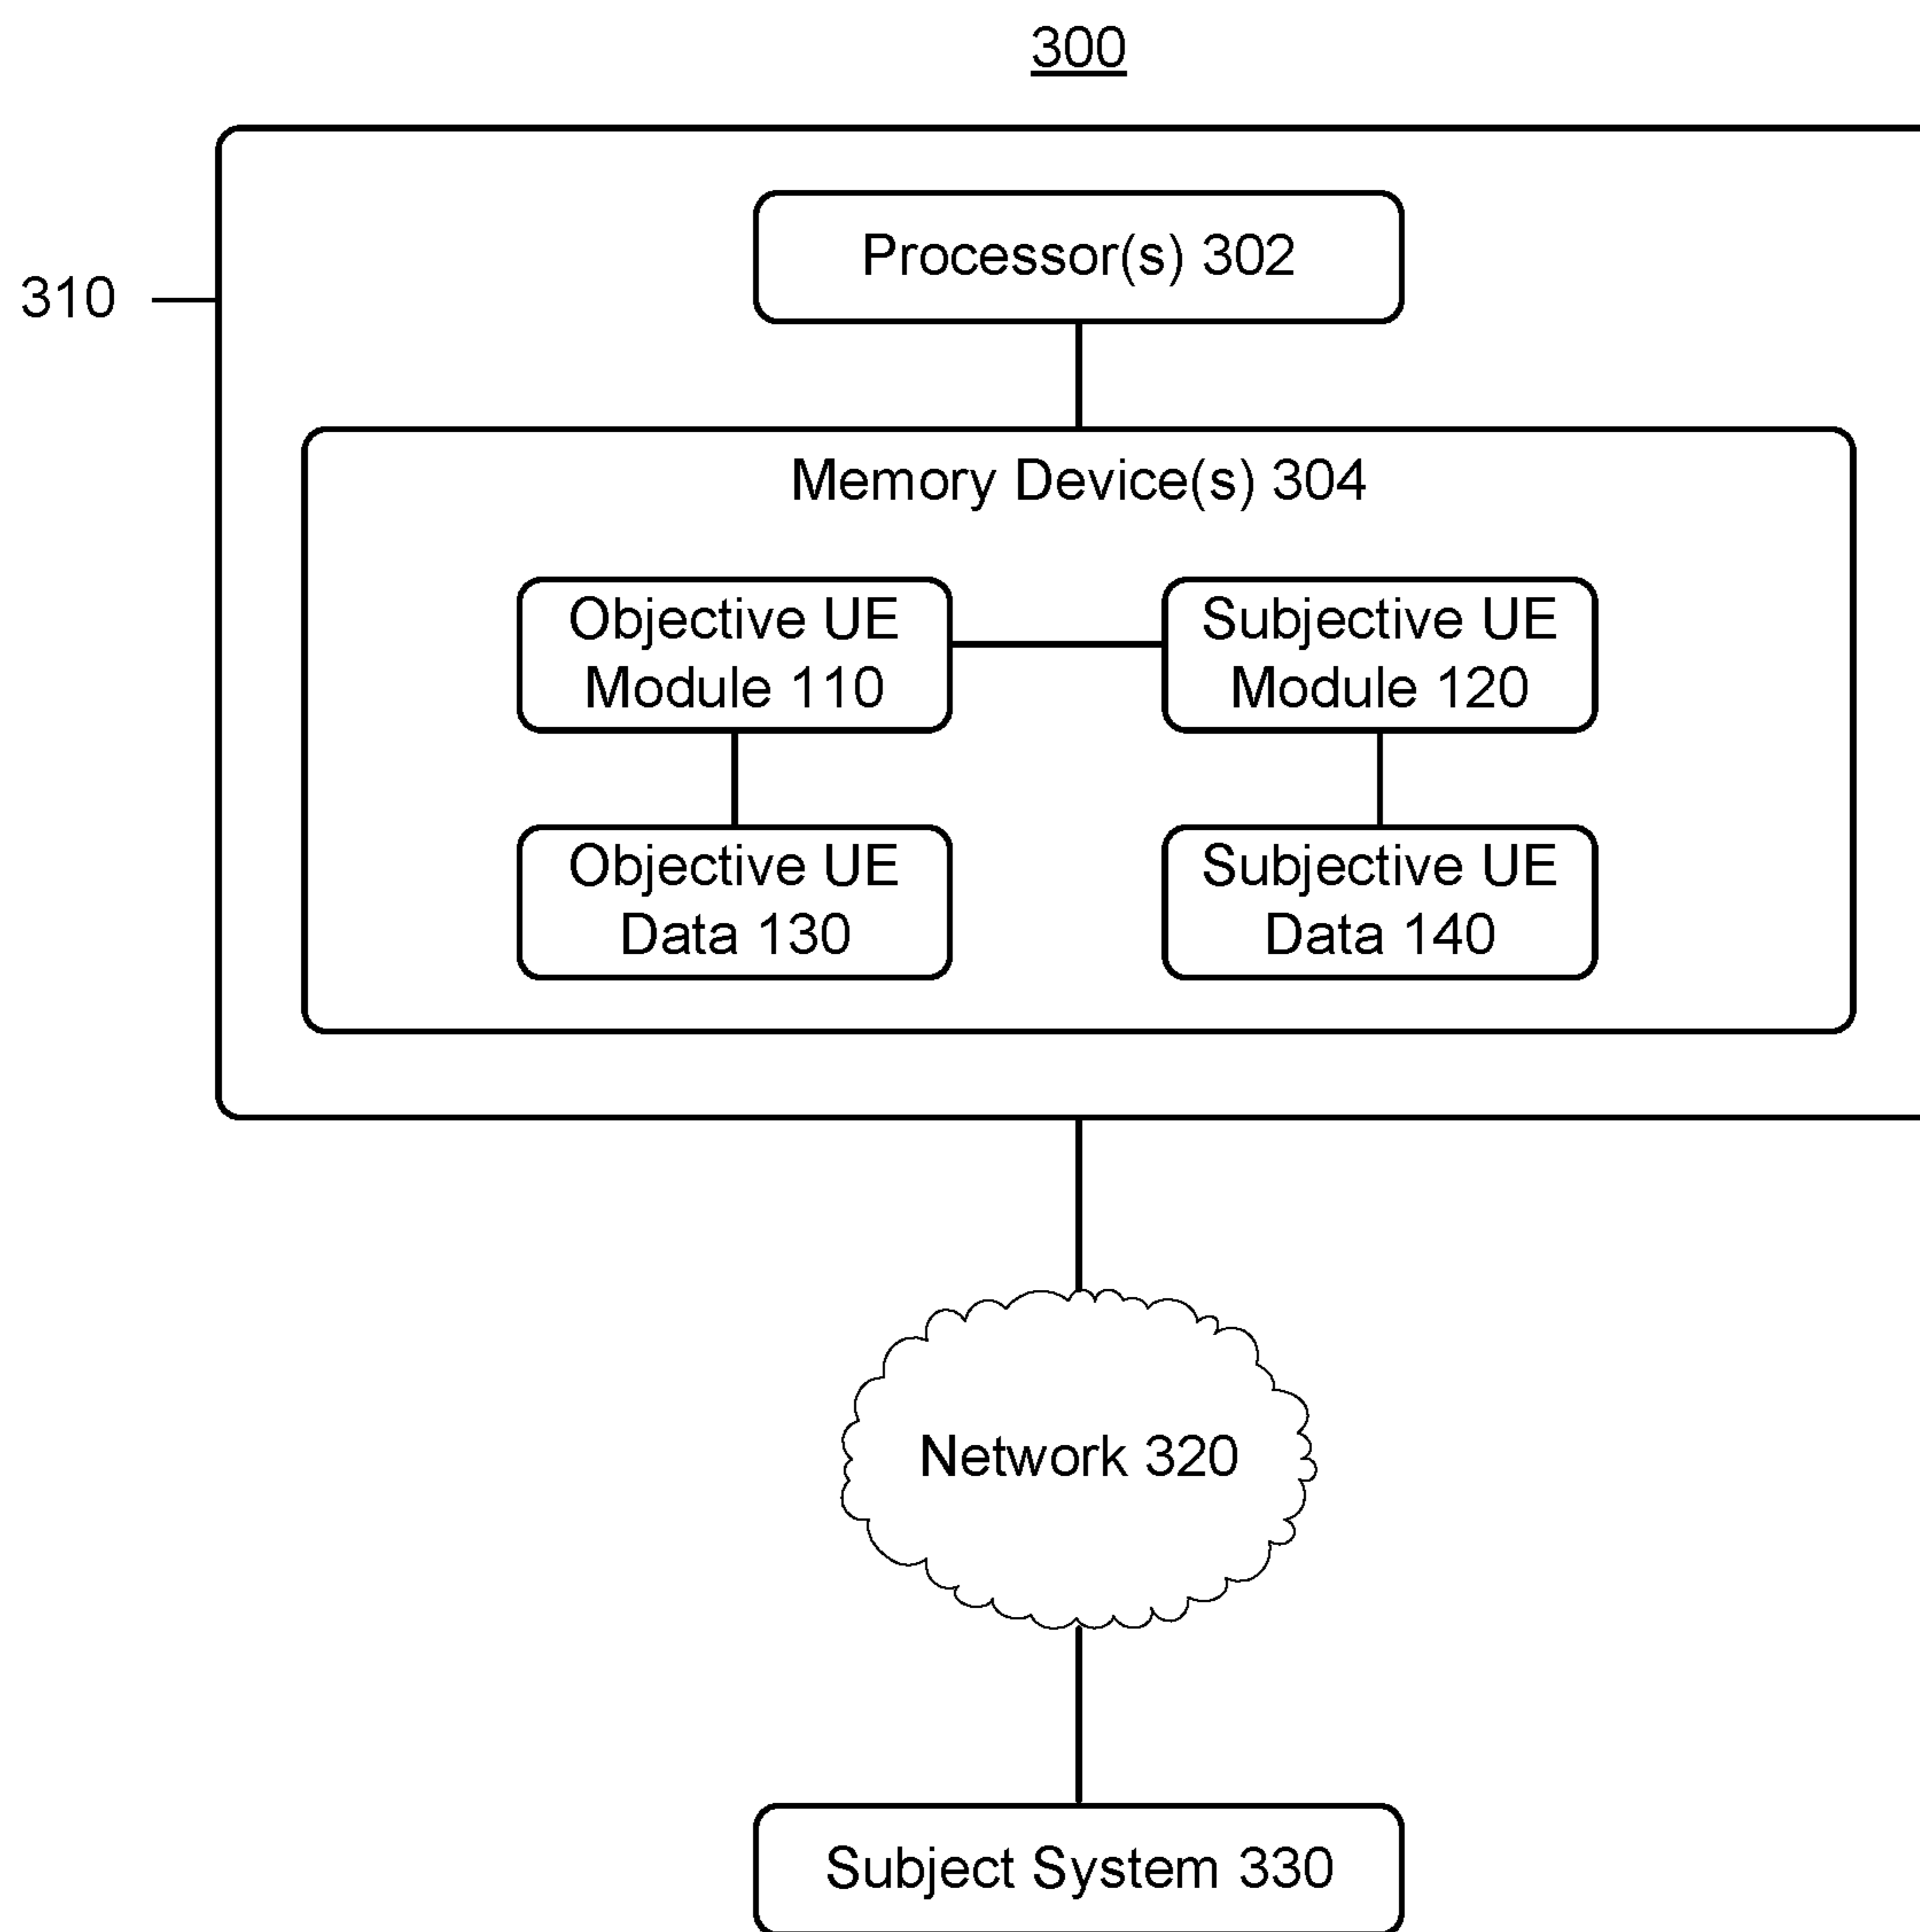 300
Processor(s) 302
310
Memory Device(s) 304
Objective UE
Module 110
Subjective UE
Module 120
Objective UE
Data 130
Subjective UE
Data 140
Network 320
Subject System 330